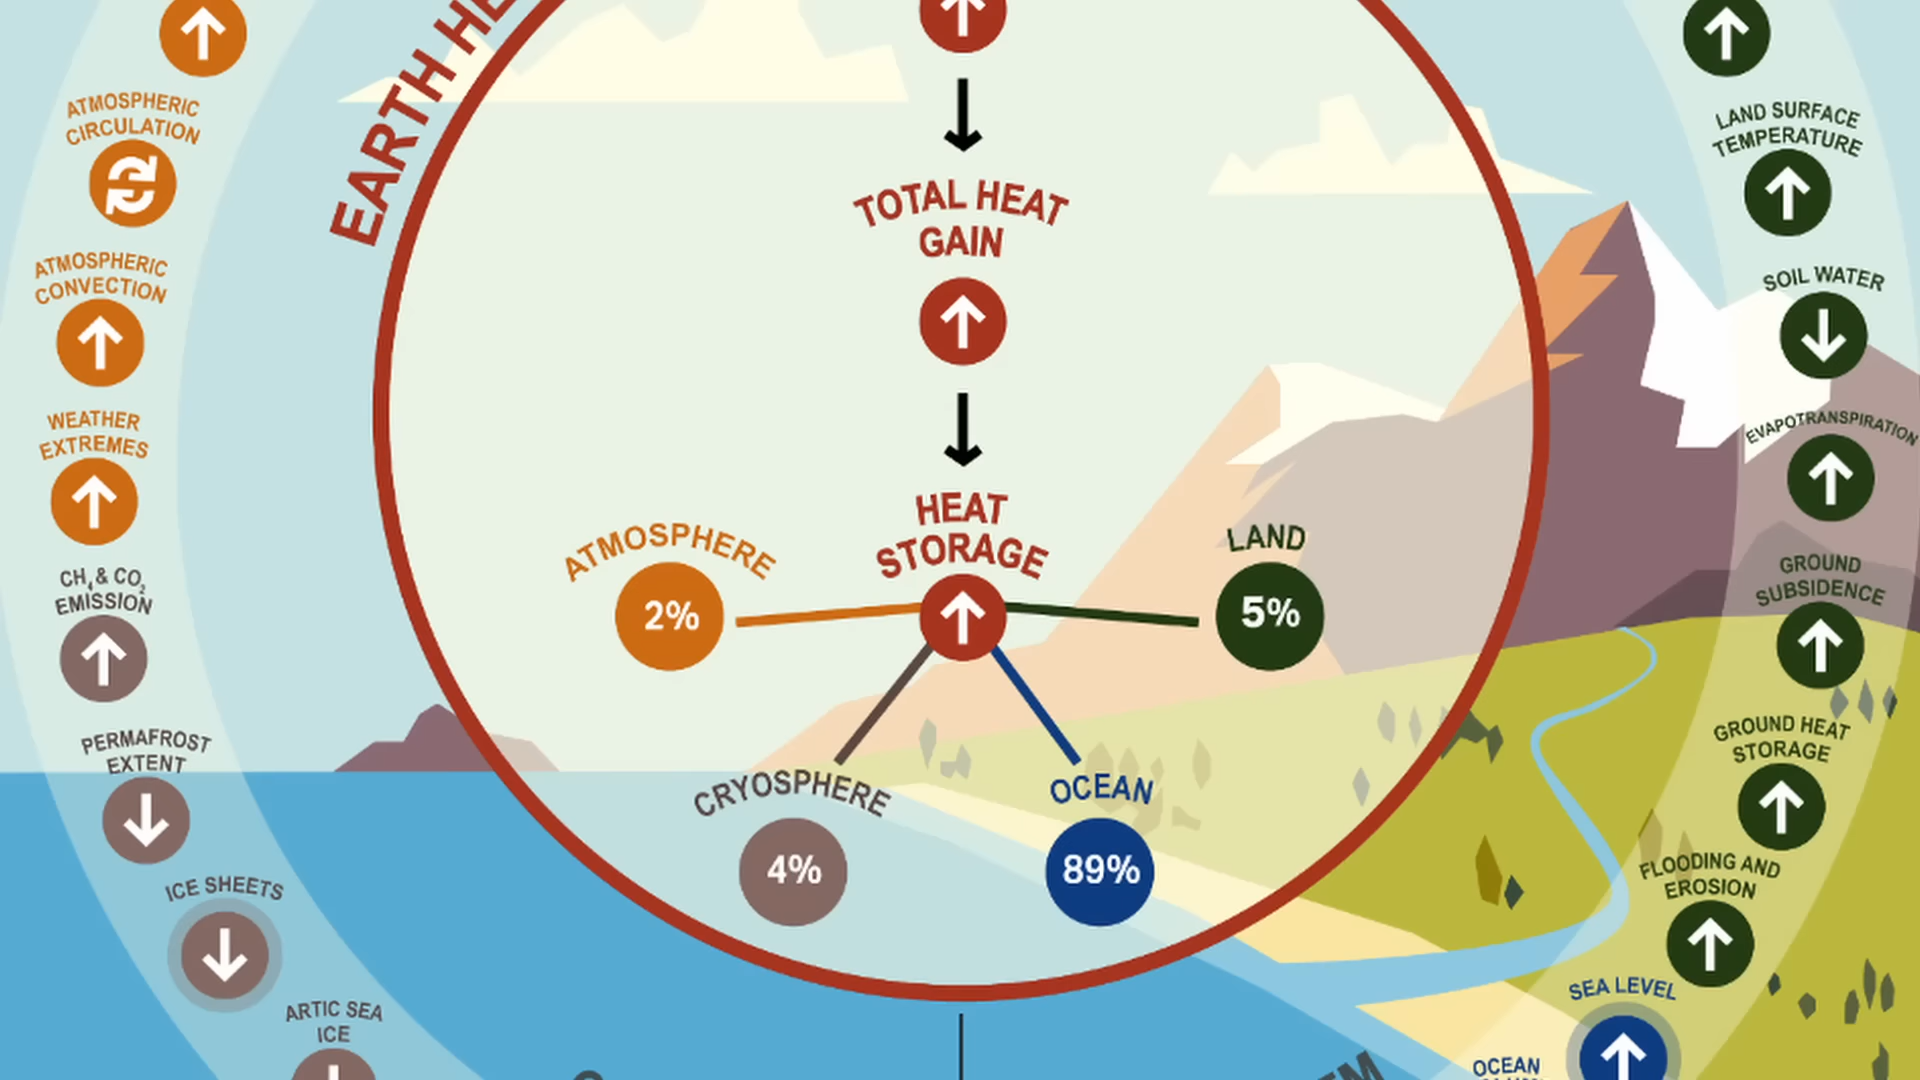 EARTH
ATMOSPHERIC
CIRCULATION
ATMOSPHERIC
CONVECTION
WEATHER
EXTREMES
CH₄ & CO₂
EMISSION
PERMAFROST
EXTENT
ICE SHEETS
ARTIC SEA
ICE
TOTAL HEAT
GAIN
HEAT
STORAGE
ATMOSPHERE
2%
LAND
5%
CRYOSPHERE
4%
OCEAN
89%
LAND SURFACE
TEMPERATURE
SOIL WATER
EVAPOTRANSPIRATION
GROUND
SUBSIDENCE
GROUND HEAT
STORAGE
FLOODING AND
EROSION
SEA LEVEL
OCEAN